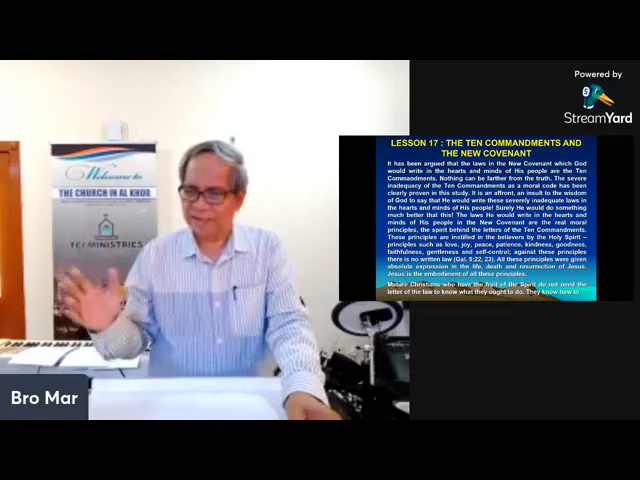 Powered by
StreamYard
Welcome to
THE CHURCH IN AL KHOR
TCI MINISTRIES
LESSON 17 : THE TEN COMMANDMENTS AND
THE NEW COVENANT
It has been argued that the laws in the New Covenant which God
would write in the hearts and minds of His people are the Ten
Commandments. Nothing can be farther from the truth. The severe
inadequacy of the Ten Commandments as a moral code has been
clearly proven in this study. It is an affront, an insult to the wisdom
of God to say that He would write these severely inadequate laws in
the hearts and minds of His people! Surely He would do something
much better that this! The laws He would write in the hearts and
minds of His people in the New Covenant are the real moral
principles, the spirit behind the letters of the Ten Commandments.
These principles are instilled in the believers by the Holy Spirit –
principles such as love, joy, peace, patience, kindness, goodness,
faithfulness, gentleness and self-control; against these principles
there is no written law (Gal. 5:22, 23). All these principles were given
absolute expression in the life, death and resurrection of Jesus.
Jesus is the embodiment of all these principles.
Mature Christians who have the fruit of the Spirit do not need the
letter of the law to know what they ought to do. They know how to
Bro Mar